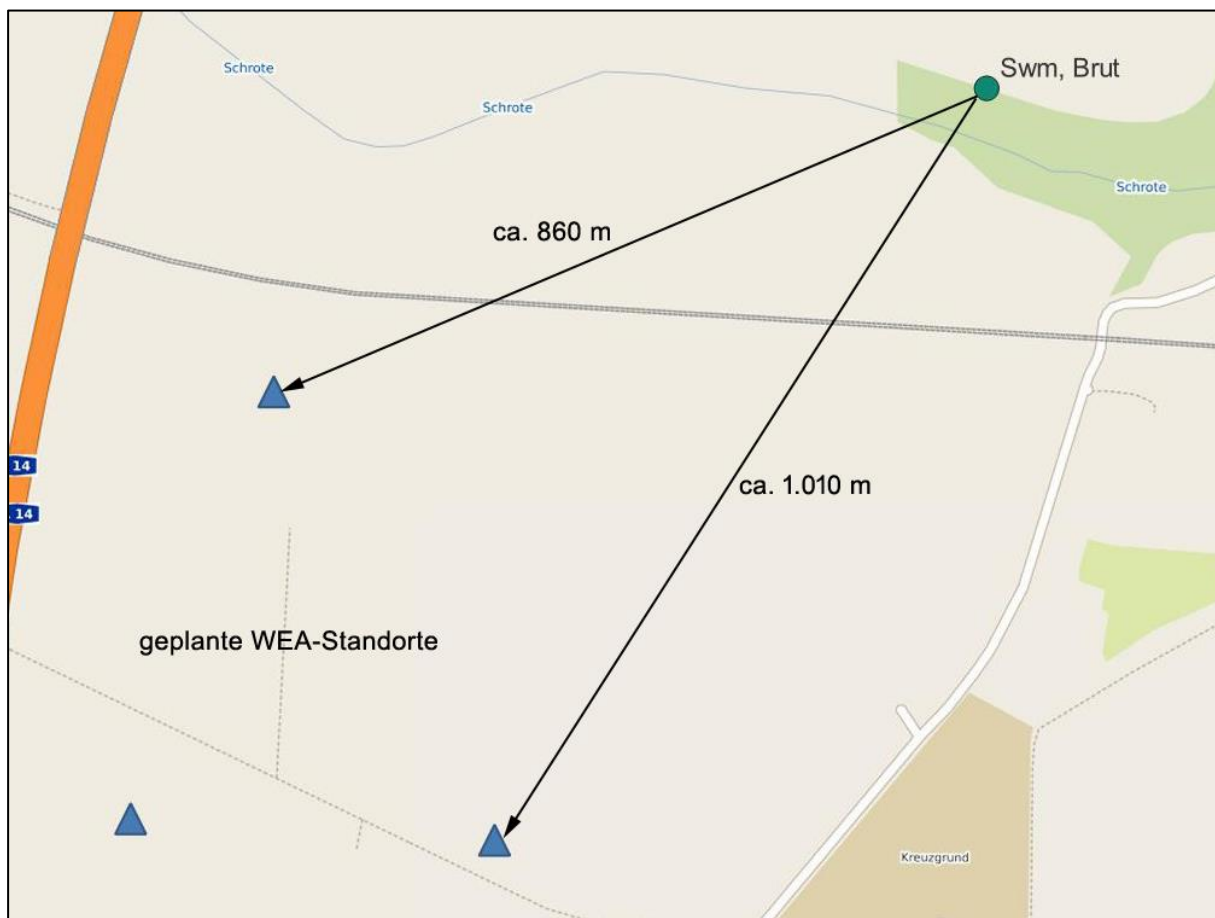 Swm, Brut
Schrote
Schrote
Schrote
ca. 860 m
14
ca. 1.010 m
14
geplante WEA-Standorte
Kreuzgrund